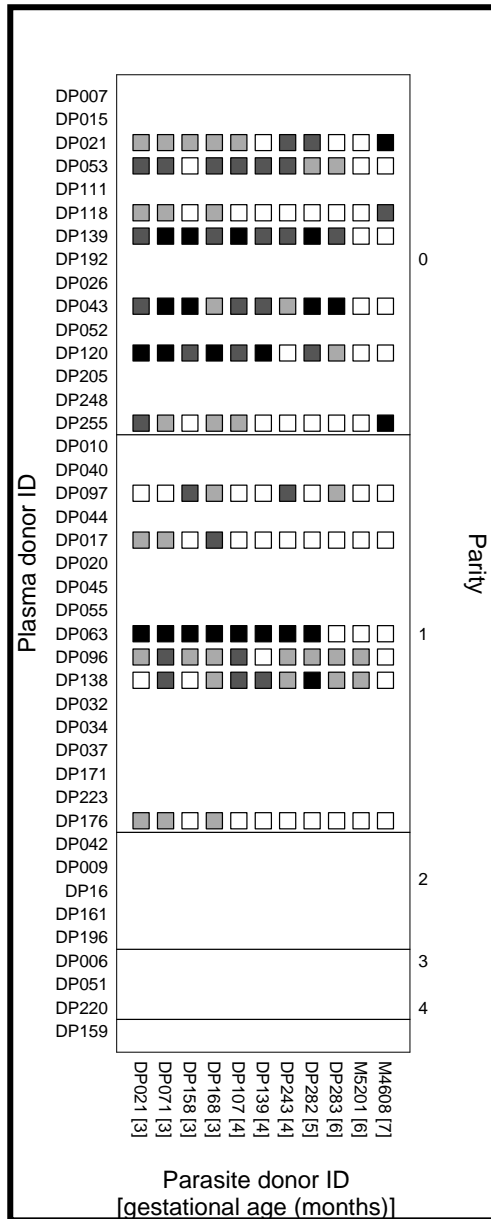 DP007
DP015
DP021
DP053
DP111
DP118
DP139
DP192
DP026
DP043
DP052
DP120
DP205
DP248
DP255
DP010
DP040
DP097
DP044
DP017
DP020
DP045
DP055
DP063
DP096
DP138
DP032
DP034
DP037
DP171
DP223
DP176
DP042
DP009
DP16
DP161
DP196
DP006
DP051
DP220
DP159
Plasma donor ID
0
1
2
3
4
Parity
DP021 [3]
DP071 [3]
DP158 [3]
DP168 [3]
DP107 [4]
DP139 [4]
DP243 [4]
DP282 [5]
DP283 [6]
M5201 [6]
M4608 [7]
Parasite donor ID
[gestational age (months)]